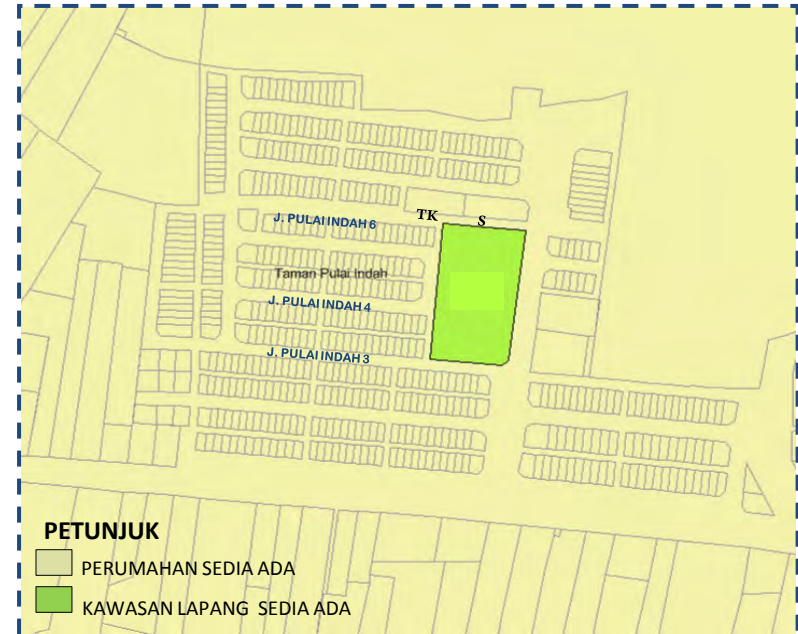 TK S
J. PULAI INDAH 6
Taman Pulai Indah
J. PULAI INDAH 4
J. PULAI INDAH 3
PETUNJUK
PERUMAHAN SEDIA ADA
KAWASAN LAPANG SEDIA ADA